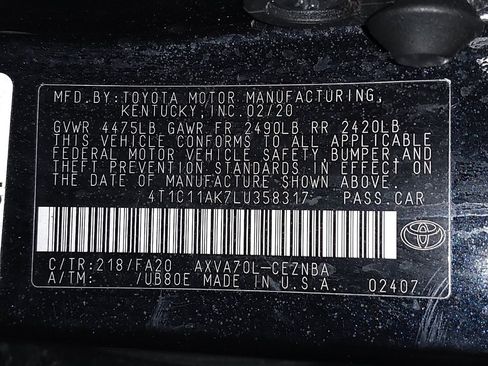 MFD.BY:TOYOTA MOTOR MANUFACTURING,
KENTUCKY,INC.02/20
GVWR 4475LB GAWR FR 2490LB RR 2420LB
THIS VEHICLE CONFORMS TO ALL APPLICABLE
FEDERAL MOTOR VEHICLE SAFETY,BUMPER,AND
THEFT PREVENTION STANDARDS IN EFFECT ON
THE DATE OF MANUFACTURE SHOWN ABOVE.
4T1C11AK7LU358317 PASS.CAR
C/TR:218/FA20 AXVA70L-CEZNBA
A/TM: /UB80E MADE IN U.S.A. 02407